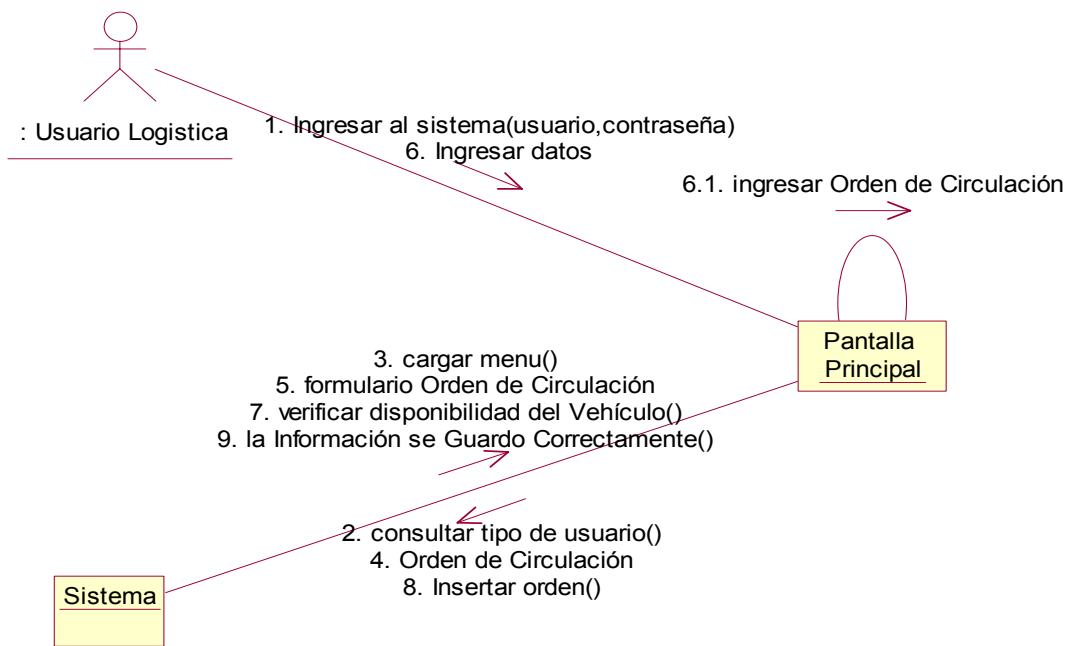 : Usuario Logistica
1. Ingresar al sistema(usuario,contraseña)
6. Ingresar datos
6.1. ingresar Orden de Circulación
Pantalla
Principal
3. cargar menu()
5. formulario Orden de Circulación
7. verificar disponibilidad del Vehículo()
9. la Información se Guardo Correctamente()
2. consultar tipo de usuario()
4. Orden de Circulación
8. Insertar orden()
Sistema